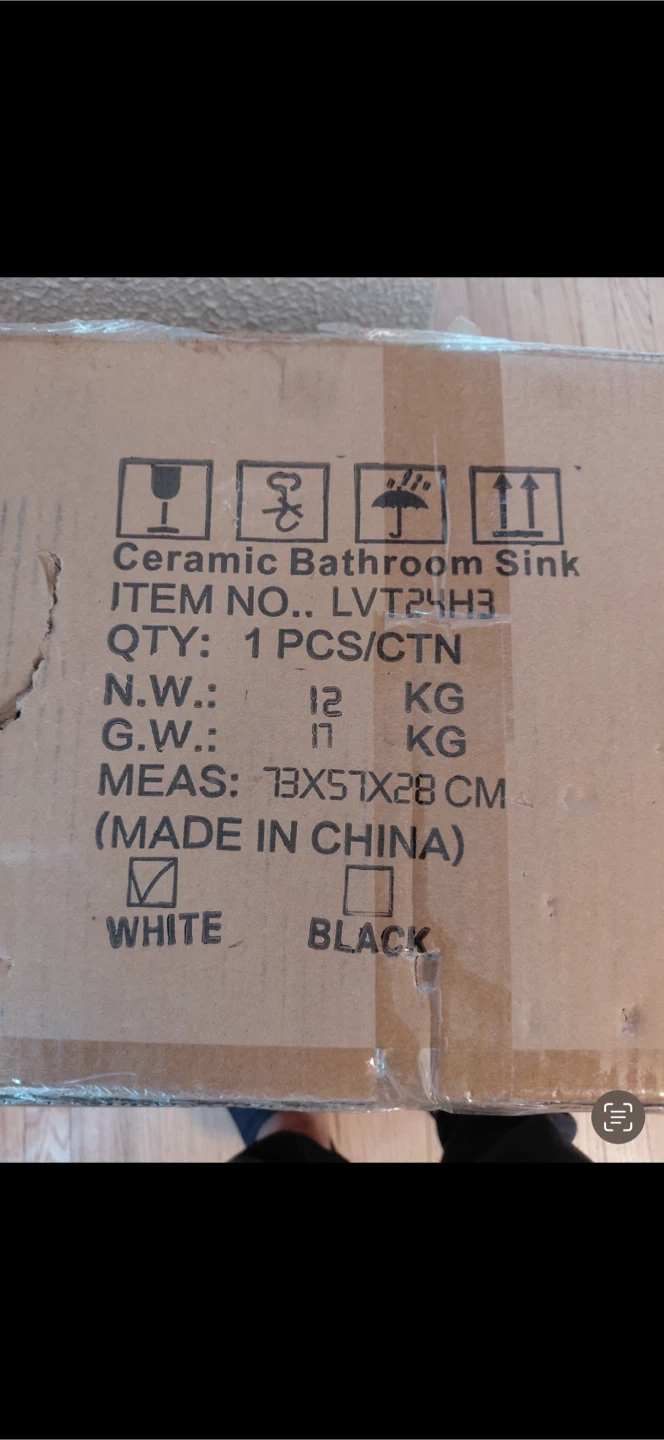 Ceramic Bathroom Sink
ITEM NO.. LVT24H3
QTY: 1 PCS/CTN
N.W.: 12 KG
G.W.: 17 KG
MEAS: 73X57X28 CM
(MADE IN CHINA)
WHITE BLACK